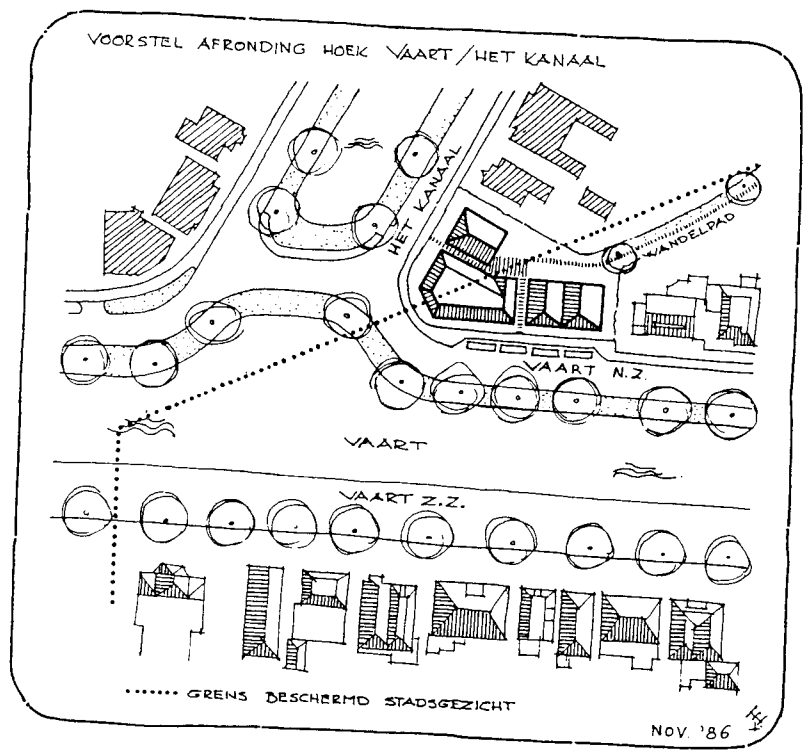 VOORSTEL AFRONDING HOEK VAART/HET KANAAL
HET KANAAL
WANDELPAD
VAART N.Z.
VAART
VAART Z.Z.
GRENS BESCHERMD STADSGEZICHT
NOV. '86